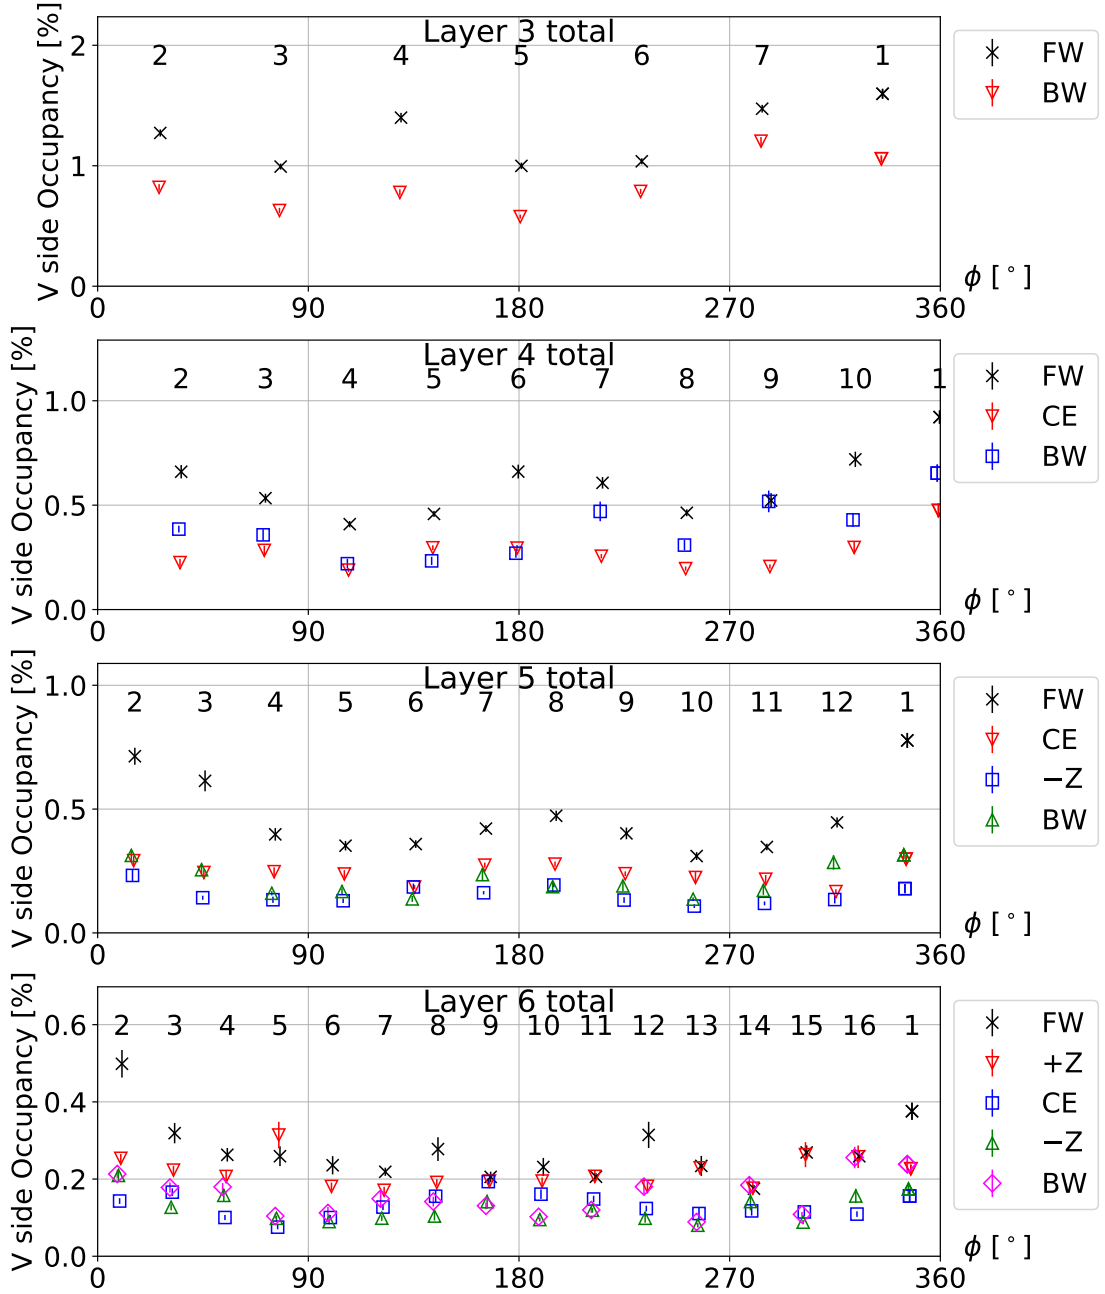 Layer 3 total
V side Occupancy [%]
2 3 4 5 6 7 1
2
1
0
0 90 180 270 360
ϕ [°]
FW
BW
Layer 4 total
V side Occupancy [%]
2 3 4 5 6 7 8 9 10 1
1.0
0.5
0.0
0 90 180 270 360
ϕ [°]
FW
CE
BW
Layer 5 total
V side Occupancy [%]
2 3 4 5 6 7 8 9 10 11 12 1
1.0
0.5
0.0
0 90 180 270 360
ϕ [°]
FW
CE
−Z
BW
Layer 6 total
V side Occupancy [%]
2 3 4 5 6 7 8 9 10 11 12 13 14 15 16 1
0.6
0.4
0.2
0.0
0 90 180 270 360
ϕ [°]
FW
+Z
CE
−Z
BW